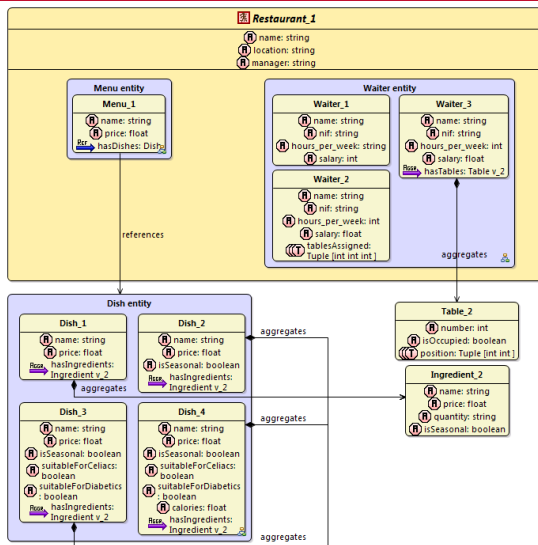 Restaurant_1
name: string
location: string
manager: string
Menu entity
Menu_1
name: string
price: float
Ref
hasDishes: Dish
references
Waiter entity
Waiter_1
name: string
nif: string
hours_per_week: string
salary: int
Waiter_2
name: string
nif: string
hours_per_week: int
salary: float
tablesAssigned:
Tuple [int int int ]
Waiter_3
name: string
nif: string
hours_per_week: int
salary: float
Aggr
hasTables: Table v_2
aggregates
Dish entity
Dish_1
name: string
price: float
Aggr
hasIngredients:
Ingredient v_2
aggregates
Dish_2
name: string
price: float
isSeasonal: boolean
Aggr
hasIngredients:
Ingredient v_2
aggregates
Dish_3
name: string
price: float
isSeasonal: boolean
suitableForCeliacs:
boolean
suitableForDiabetics
: boolean
Aggr
hasIngredients:
Ingredient v_2
aggregates
Dish_4
name: string
price: float
isSeasonal: boolean
suitableForCeliacs:
boolean
suitableForDiabetics
: boolean
calories: float
Aggr
hasIngredients:
Ingredient v_2
aggregates
Table_2
number: int
isOccupied: boolean
position: Tuple [int int ]
Ingredient_2
name: string
price: float
quantity: string
isSeasonal: boolean